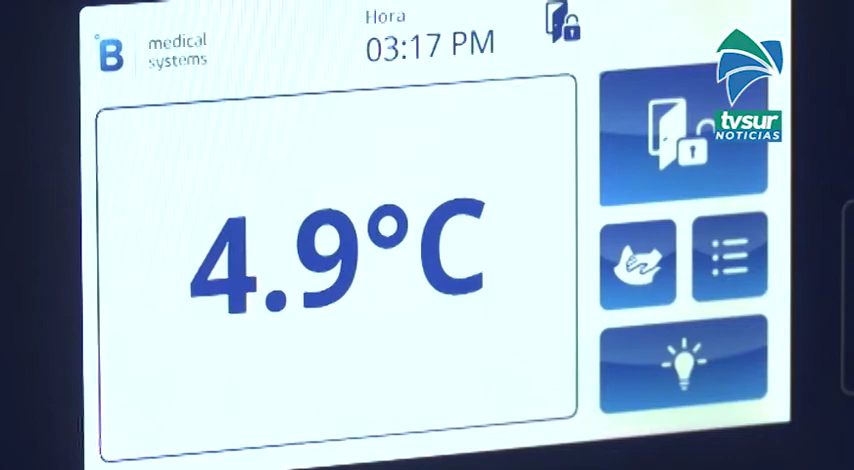 B medical
systems
Hora
03:17 PM
tvsur
NOTICIAS
4.9°C